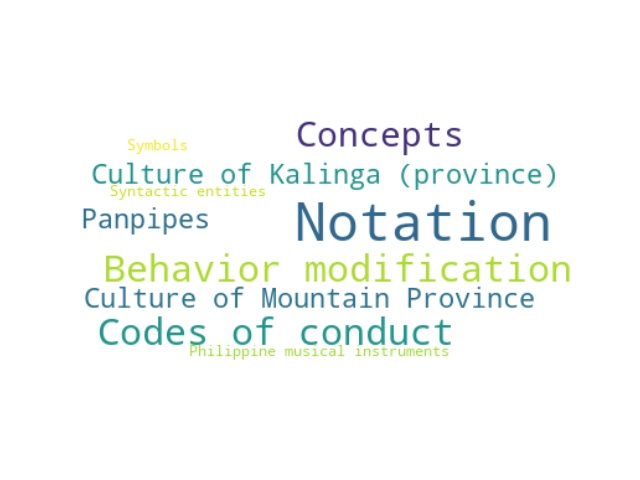 Concepts
Symbols
Culture of Kalinga (province)
Syntactic entities
Panpipes
Notation
Behavior modification
Culture of Mountain Province
Codes of conduct
Philippine musical instruments